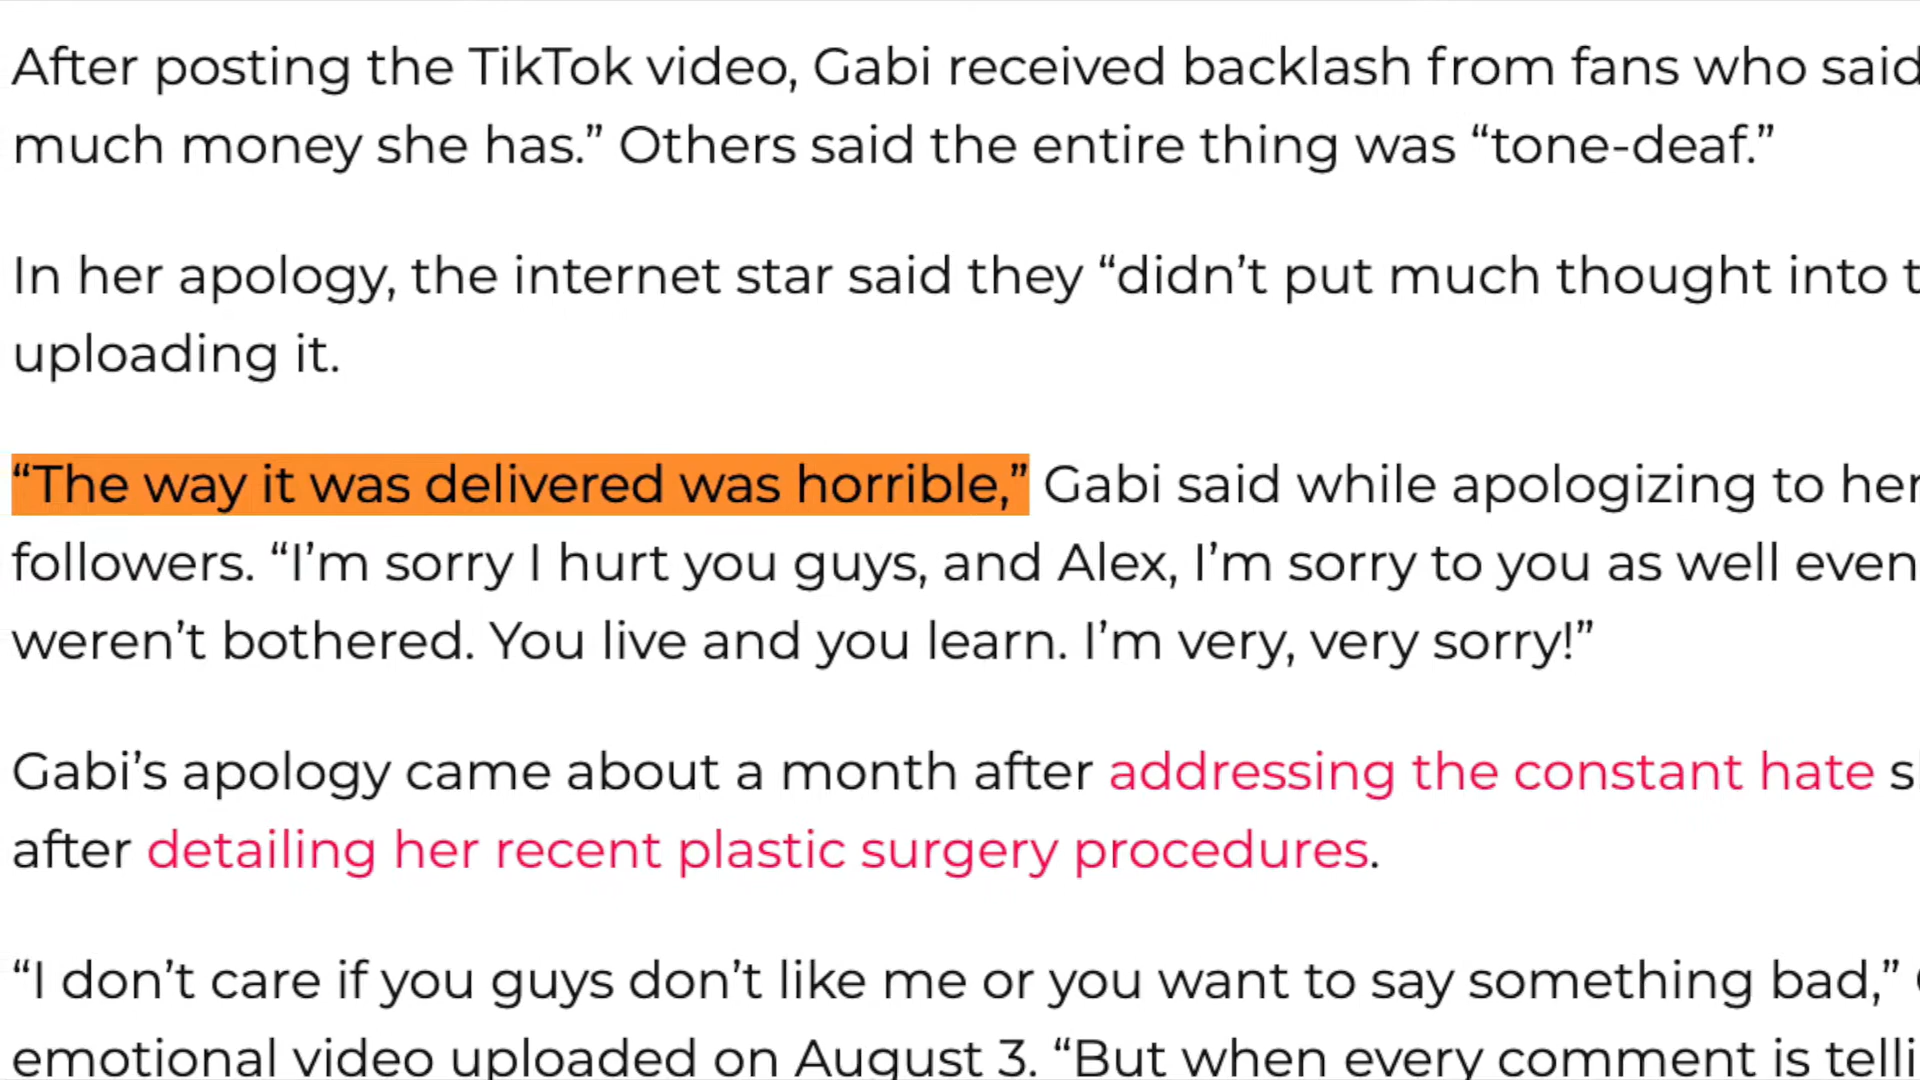 After posting the TikTok video, Gabi received backlash from fans who said
much money she has.” Others said the entire thing was “tone-deaf.”
In her apology, the internet star said they “didn’t put much thought into
uploading it.
“The way it was delivered was horrible,” Gabi said while apologizing to her
followers. “I’m sorry I hurt you guys, and Alex, I’m sorry to you as well even
weren’t bothered. You live and you learn. I’m very, very sorry!”
Gabi’s apology came about a month after addressing the constant hate
after detailing her recent plastic surgery procedures.
“I don’t care if you guys don’t like me or you want to say something bad,”
emotional video uploaded on August 3. “But when every comment is